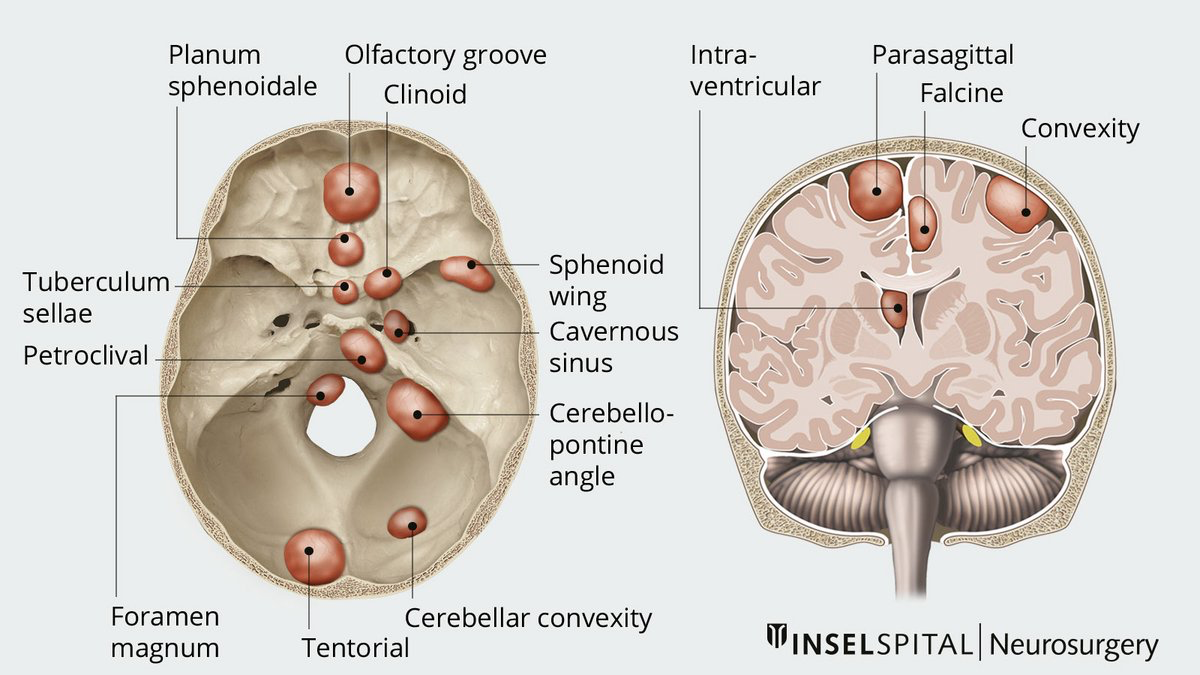 Planum
sphenoidale
Olfactory groove
Clinoid
Tuberculum
sellae
Petroclival
Sphenoid
wing
Cavernous
sinus
Cerebello-
pontine
angle
Foramen
magnum
Tentorial
Cerebellar convexity
Intra-
ventricular
Parasagittal
Falcine
Convexity
INSELSPITAL Neurosurgery